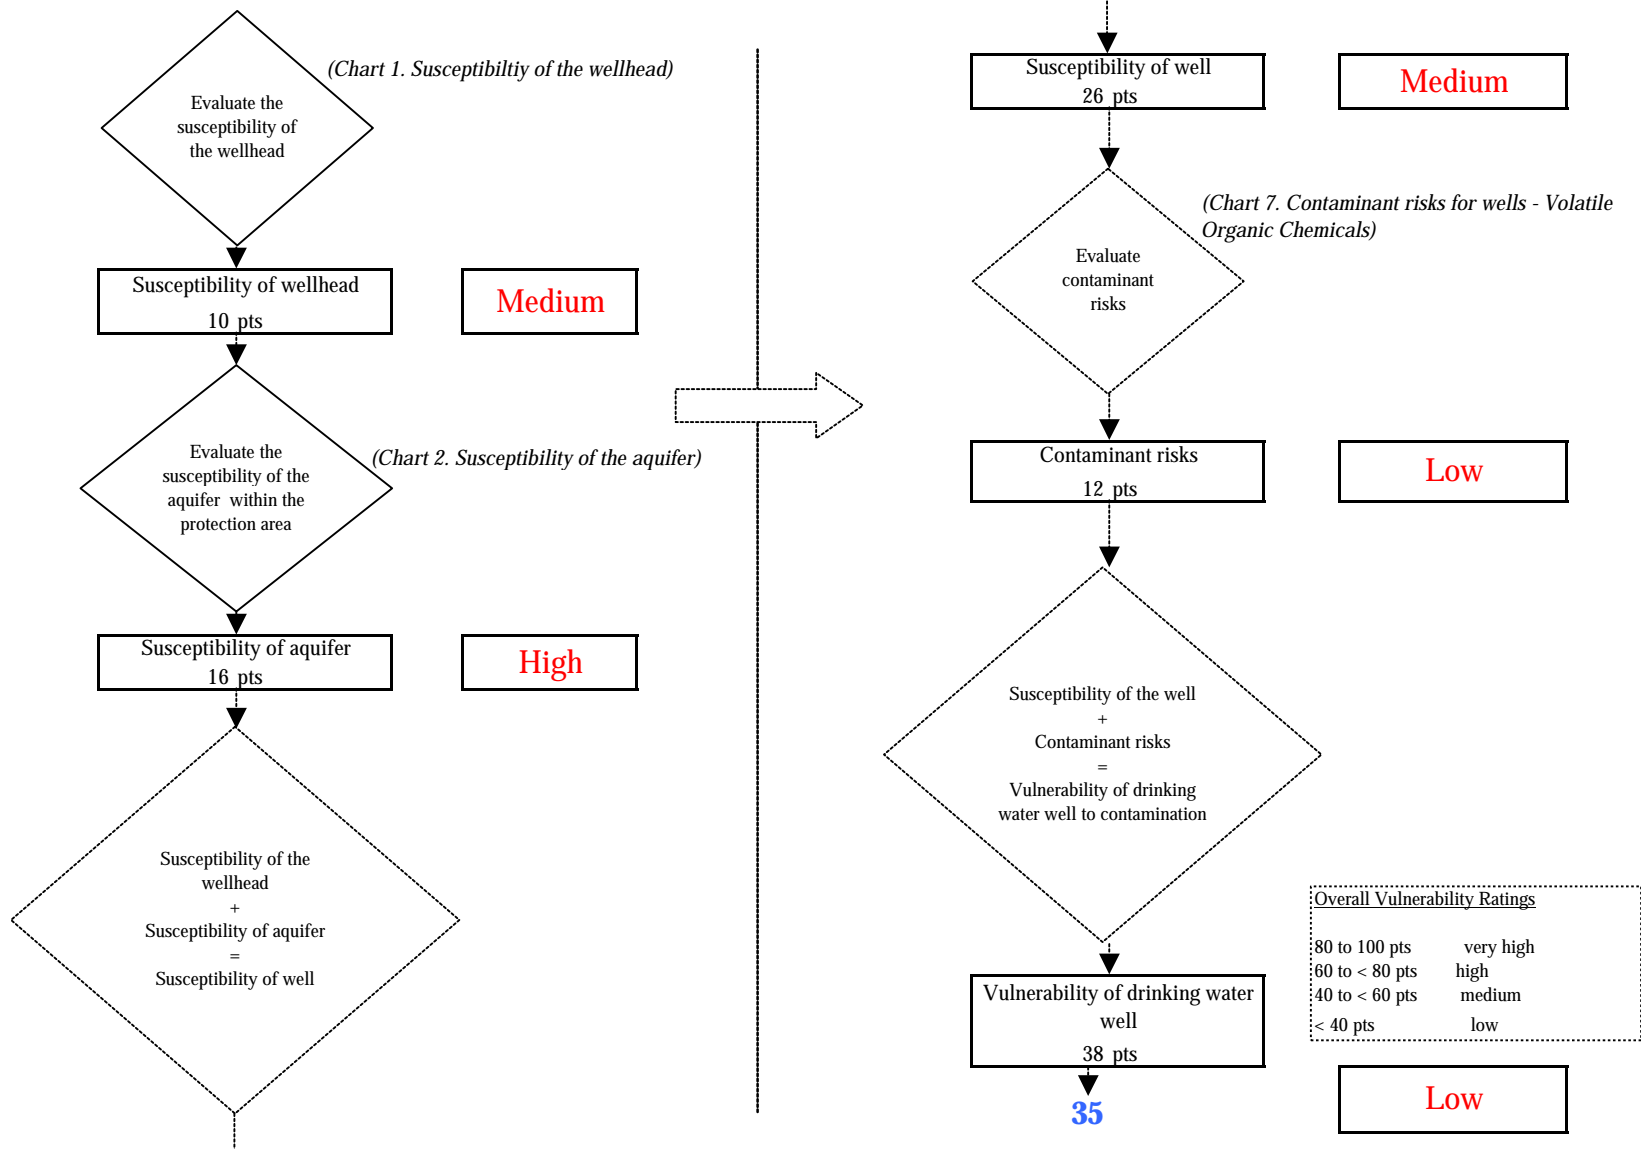 (Chart 1. Susceptibiltiy of the wellhead)
Evaluate the
susceptibility of
the wellhead
Susceptibility of wellhead
10 pts
Medium
Evaluate the
susceptibility of the
aquifer within the
protection area
(Chart 2. Susceptibility of the aquifer)
Susceptibility of aquifer
16 pts
High
Susceptibility of the
wellhead
+
Susceptibility of aquifer
=
Susceptibility of well
Susceptibility of well
26 pts
Medium
(Chart 7. Contaminant risks for wells - Volatile
Organic Chemicals)
Evaluate
contaminant
risks
Contaminant risks
12 pts
Low
Susceptibility of the well
+
Contaminant risks
=
Vulnerability of drinking
water well to contamination
Overall Vulnerability Ratings
80 to 100 pts very high
60 to < 80 pts high
40 to < 60 pts medium
< 40 pts low
Vulnerability of drinking water
well
38 pts
35
Low